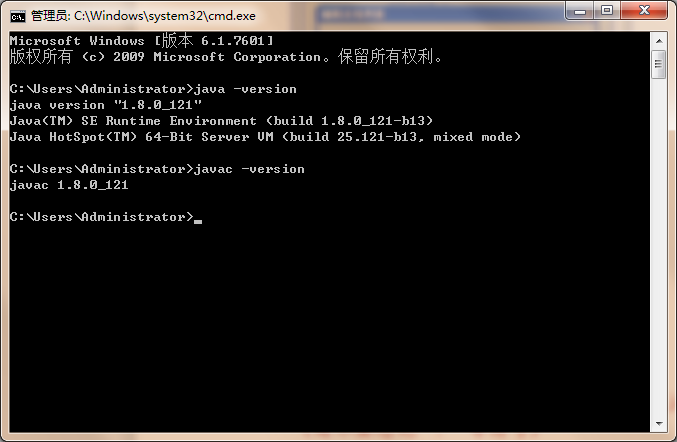 管理员: C:\Windows\system32\cmd.exe
Microsoft Windows [版本 6.1.7601]
版权所有 (c) 2009 Microsoft Corporation。保留所有权利。
C:\Users\Administrator>java -version
java version "1.8.0_121"
Java(TM) SE Runtime Environment (build 1.8.0_121-b13)
Java HotSpot(TM) 64-Bit Server VM (build 25.121-b13, mixed mode)
C:\Users\Administrator>javac -version
javac 1.8.0_121
C:\Users\Administrator>